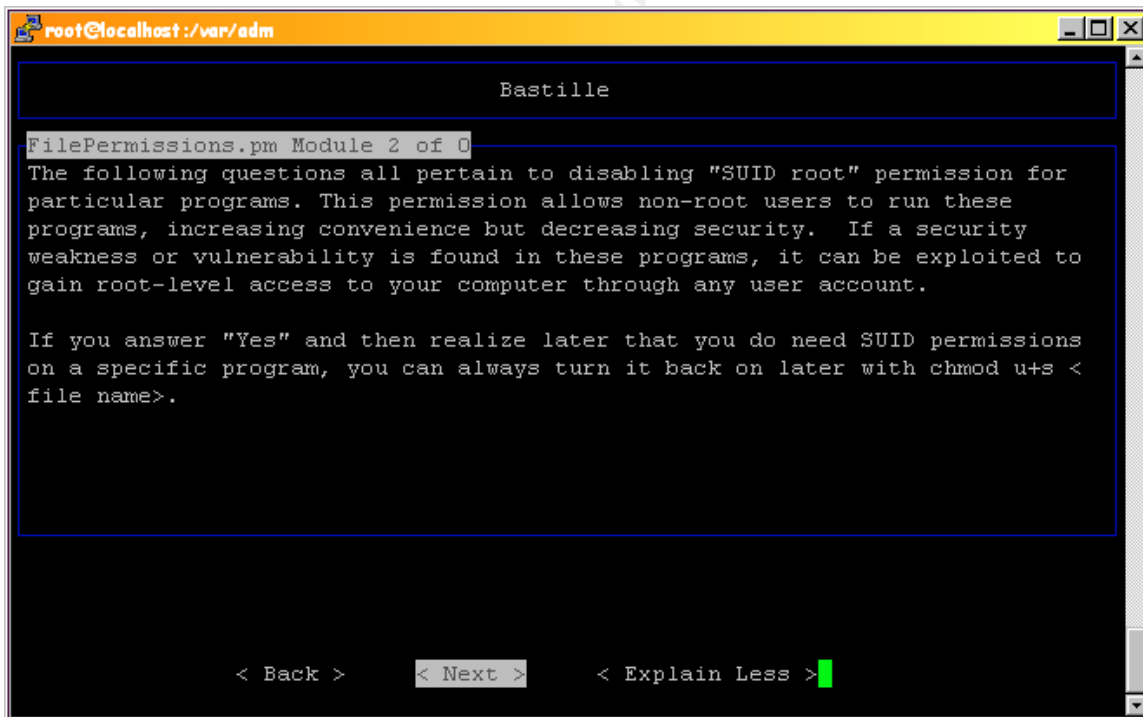 root@localhost:/var/adm
Bastille
FilePermissions.pm Module 2 of 0
The following questions all pertain to disabling "SUID root" permission for
particular programs. This permission allows non-root users to run these
programs, increasing convenience but decreasing security.  If a security
weakness or vulnerability is found in these programs, it can be exploited to
gain root-level access to your computer through any user account.
If you answer "Yes" and then realize later that you do need SUID permissions
on a specific program, you can always turn it back on later with chmod u+s <
file name>.
< Back > < Next > < Explain Less >